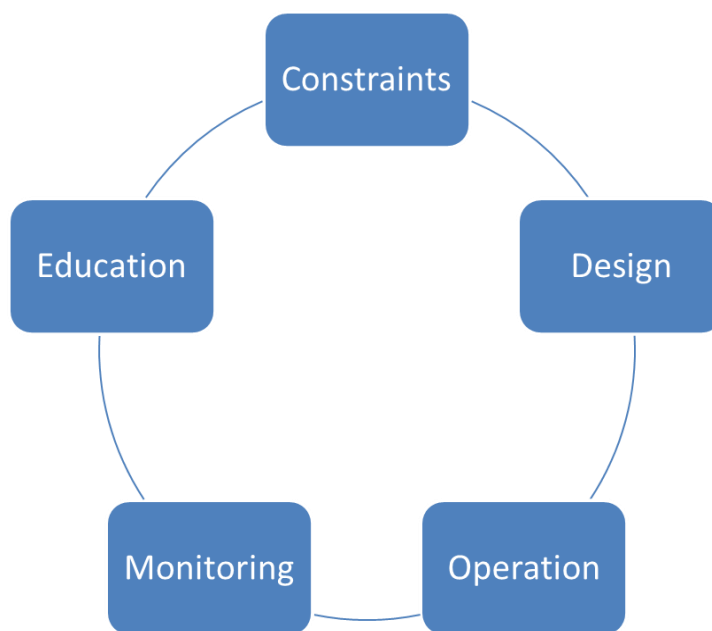 Constraints
Education
Design
Monitoring
Operation